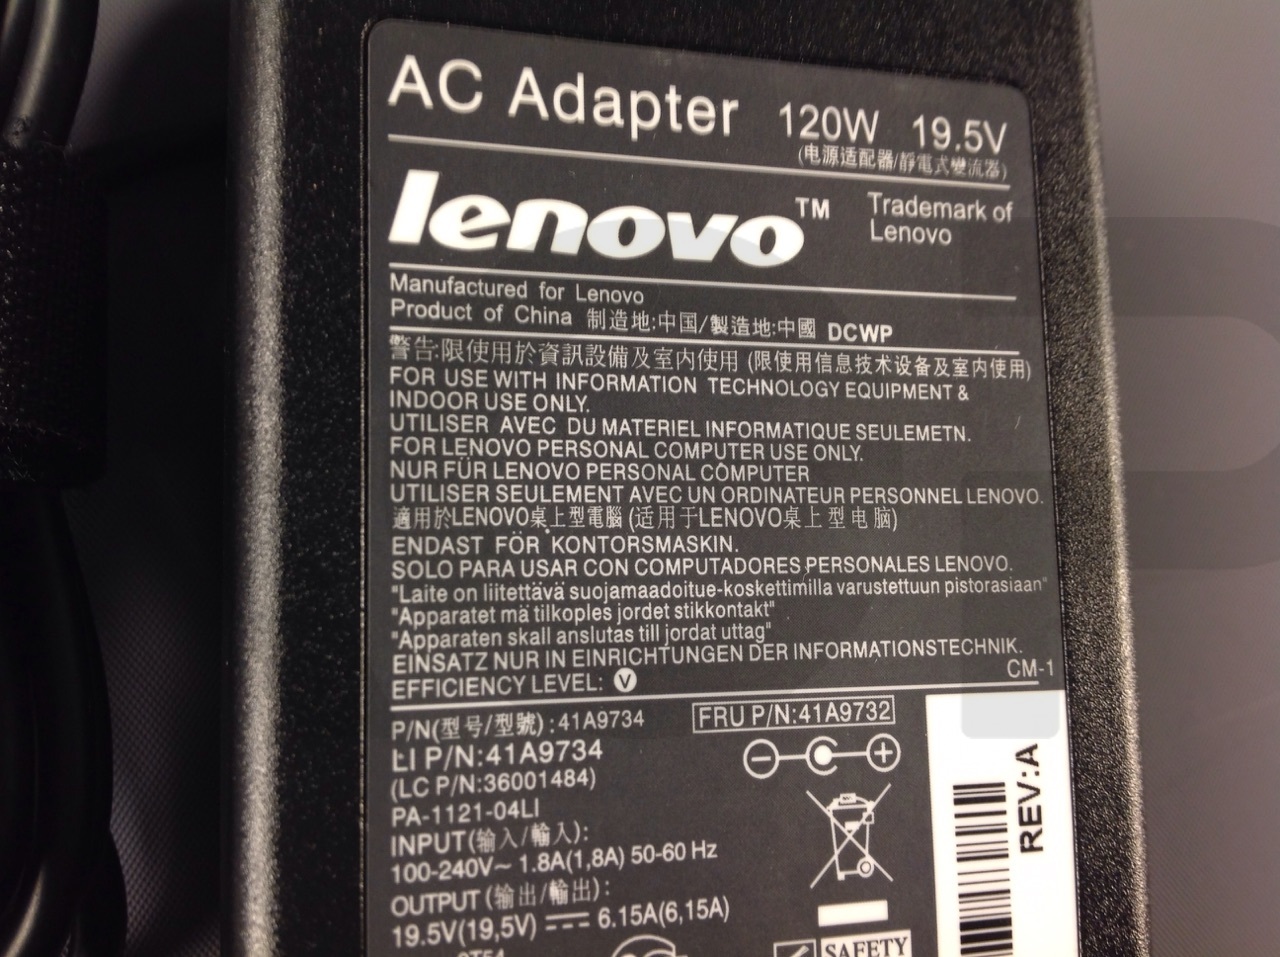 AC Adapter 120W 19.5V
(电源适配器/靜電式變流器)
lenovo™ Trademark of
Lenovo
Manufactured for Lenovo
Product of China 制造地:中国/製造地:中國 DCWP
警告:限使用於資訊設備及室內使用 (限使用信息技术设备及室内使用)
FOR USE WITH INFORMATION TECHNOLOGY EQUIPMENT &
INDOOR USE ONLY.
UTILISER AVEC DU MATERIEL INFORMATIQUE SEULEMETN.
FOR LENOVO PERSONAL COMPUTER USE ONLY.
NUR FÜR LENOVO PERSONAL COMPUTER
UTILISER SEULEMENT AVEC UN ORDINATEUR PERSONNEL LENOVO.
適用於LENOVO桌上型電腦 (适用于LENOVO桌上型电脑)
ENDAST FÖR KONTORSMASKIN.
SOLO PARA USAR CON COMPUTADORES PERSONALES LENOVO.
"Laite on liitettävä suojamaadoitue-koskettimilla varustettuun pistorasiaan"
"Apparatet mä tilkoples jordet stikkontakt"
"Apparaten skall anslutas till jordat uttag"
EINSATZ NUR IN EINRICHTUNGEN DER INFORMATIONSTECHNIK.
CM-1
EFFICIENCY LEVEL: V
P/N(型号/型號):41A9734 FRU P/N:41A9732
LI P/N:41A9734
(LC P/N:36001484)
PA-1121-04LI
INPUT(输入/輸入):
100-240V~ 1.8A(1,8A) 50-60 Hz
OUTPUT (输出/輸出):
19.5V(19,5V) ⎓ 6.15A(6,15A)
REV:A
SAFETY